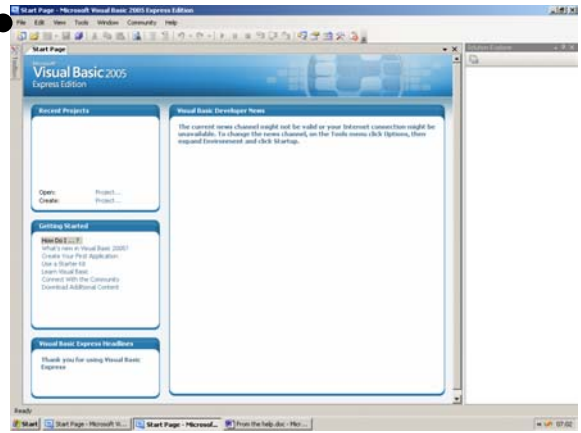 Start Page - Microsoft Visual Basic 2005 Express Edition
File Edit View Tools Window Community Help
Start Page
Solution Explorer
Toolbox
Microsoft
Visual Basic 2005
Express Edition
Recent Projects
Open: Project...
Create: Project...
Getting Started
How Do I ... ?
What's new in Visual Basic 2005?
Create Your First Application
Use a Starter Kit
Learn Visual Basic
Connect With the Community
Download Additional Content
Visual Basic Express Headlines
Thank you for using Visual Basic
Express
Visual Basic Developer News
The current news channel might not be valid or your Internet connection might be
unavailable. To change the news channel, on the Tools menu click Options, then
expand Environment and click Startup.
Ready
Start Start Page - Microsoft Vi... Start Page - Microsof... From the help.doc - Micr... 07:02